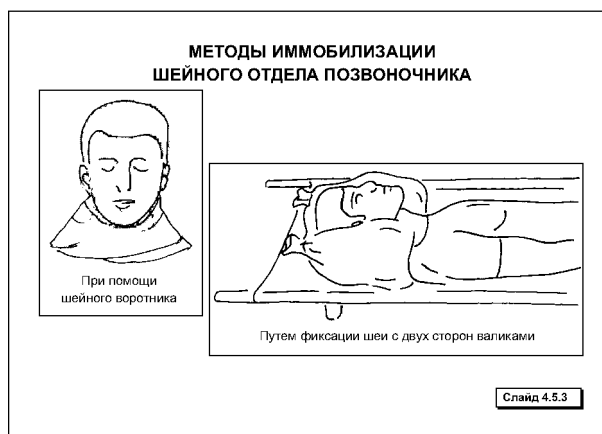 МЕТОДЫ ИММОБИЛИЗАЦИИ
ШЕЙНОГО ОТДЕЛА ПОЗВОНОЧНИКА
При помощи
шейного воротника
Путем фиксации шеи с двух сторон валиками
Слайд 4.5.3